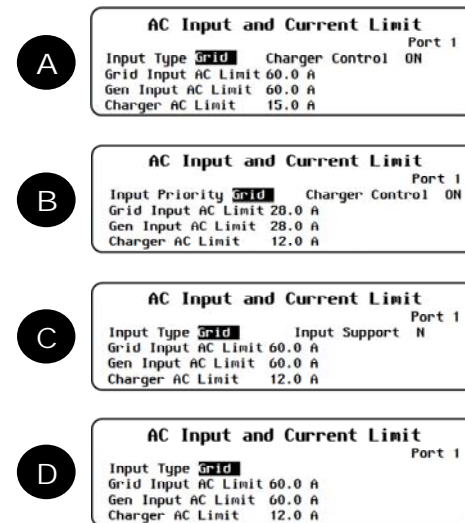 A
AC Input and Current Limit
Port 1
Input Type Grid Charger Control ON
Grid Input AC Limit 60.0 A
Gen Input AC Limit 60.0 A
Charger AC Limit 15.0 A
B
AC Input and Current Limit
Port 1
Input Priority Grid Charger Control ON
Grid Input AC Limit 28.0 A
Gen Input AC Limit 28.0 A
Charger AC Limit 12.0 A
C
AC Input and Current Limit
Port 1
Input Type Grid Input Support N
Grid Input AC Limit 60.0 A
Gen Input AC Limit 60.0 A
Charger AC Limit 12.0 A
D
AC Input and Current Limit
Port 1
Input Type Grid
Grid Input AC Limit 60.0 A
Gen Input AC Limit 60.0 A
Charger AC Limit 12.0 A